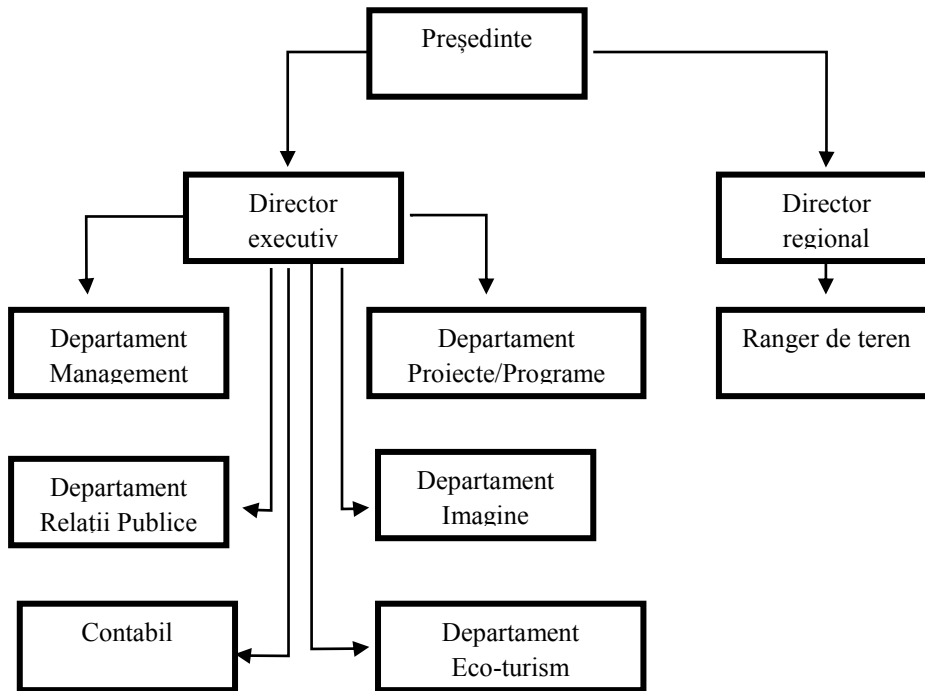 Președinte
Director
executiv
Director
regional
Departament
Management
Departament
Proiecte/Programe
Ranger de teren
Departament
Relații Publice
Departament
Imagine
Contabil
Departament
Eco-turism